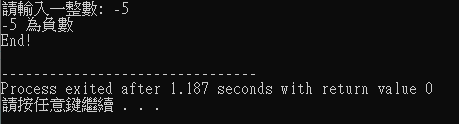 請輸入一整數: -5
-5 為負數
End!
--------------------------------
Process exited after 1.187 seconds with return value 0
請按任意鍵繼續 . . .